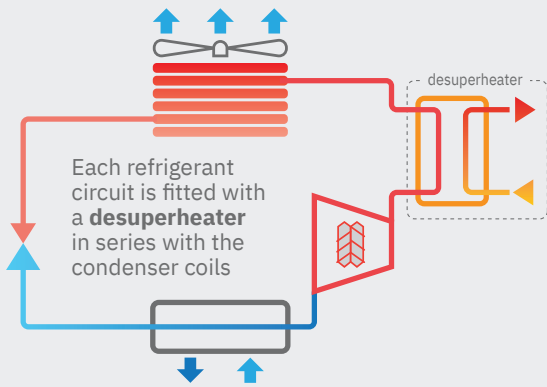 desuperheater
Each refrigerant
circuit is fitted with
a desuperheater
in series with the
condenser coils